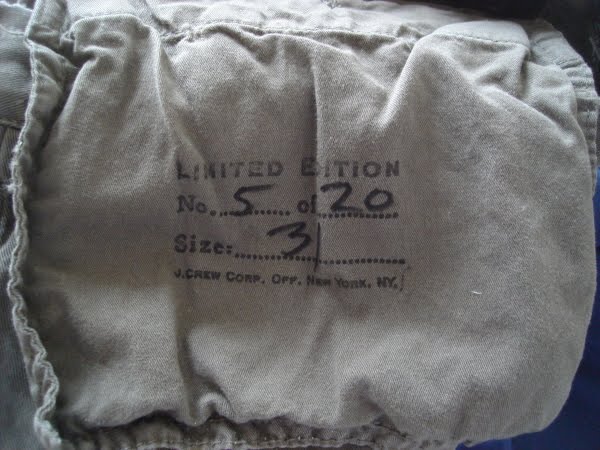 LIMITED EDITION
No. 5 of 20
Size: 31
J.CREW CORP. OFF. NEW YORK, NY.